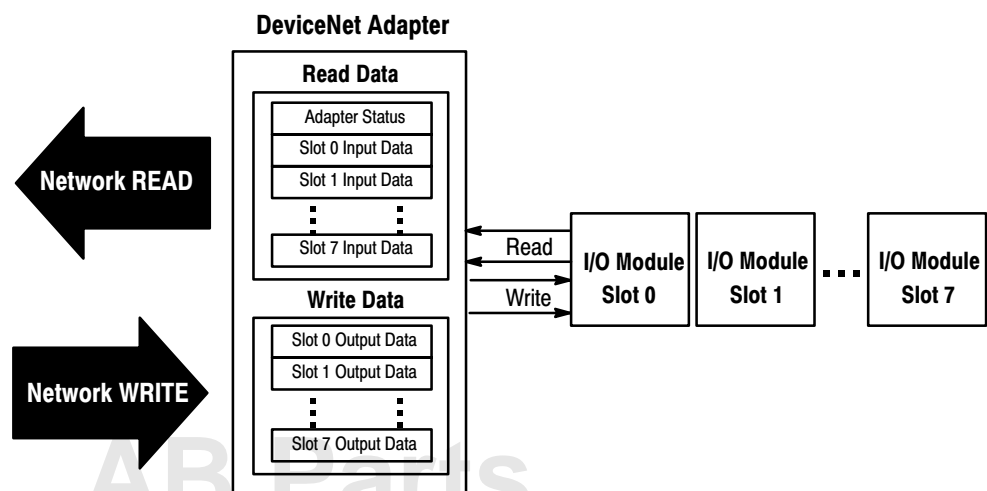 DeviceNet Adapter
Read Data
Adapter Status
Slot 0 Input Data
Slot 1 Input Data
Slot 7 Input Data
Network READ
Read
Write
I/O Module
Slot 0
I/O Module
Slot 1
I/O Module
Slot 7
Write Data
Slot 0 Output Data
Slot 1 Output Data
Slot 7 Output Data
Network WRITE
AB Parts